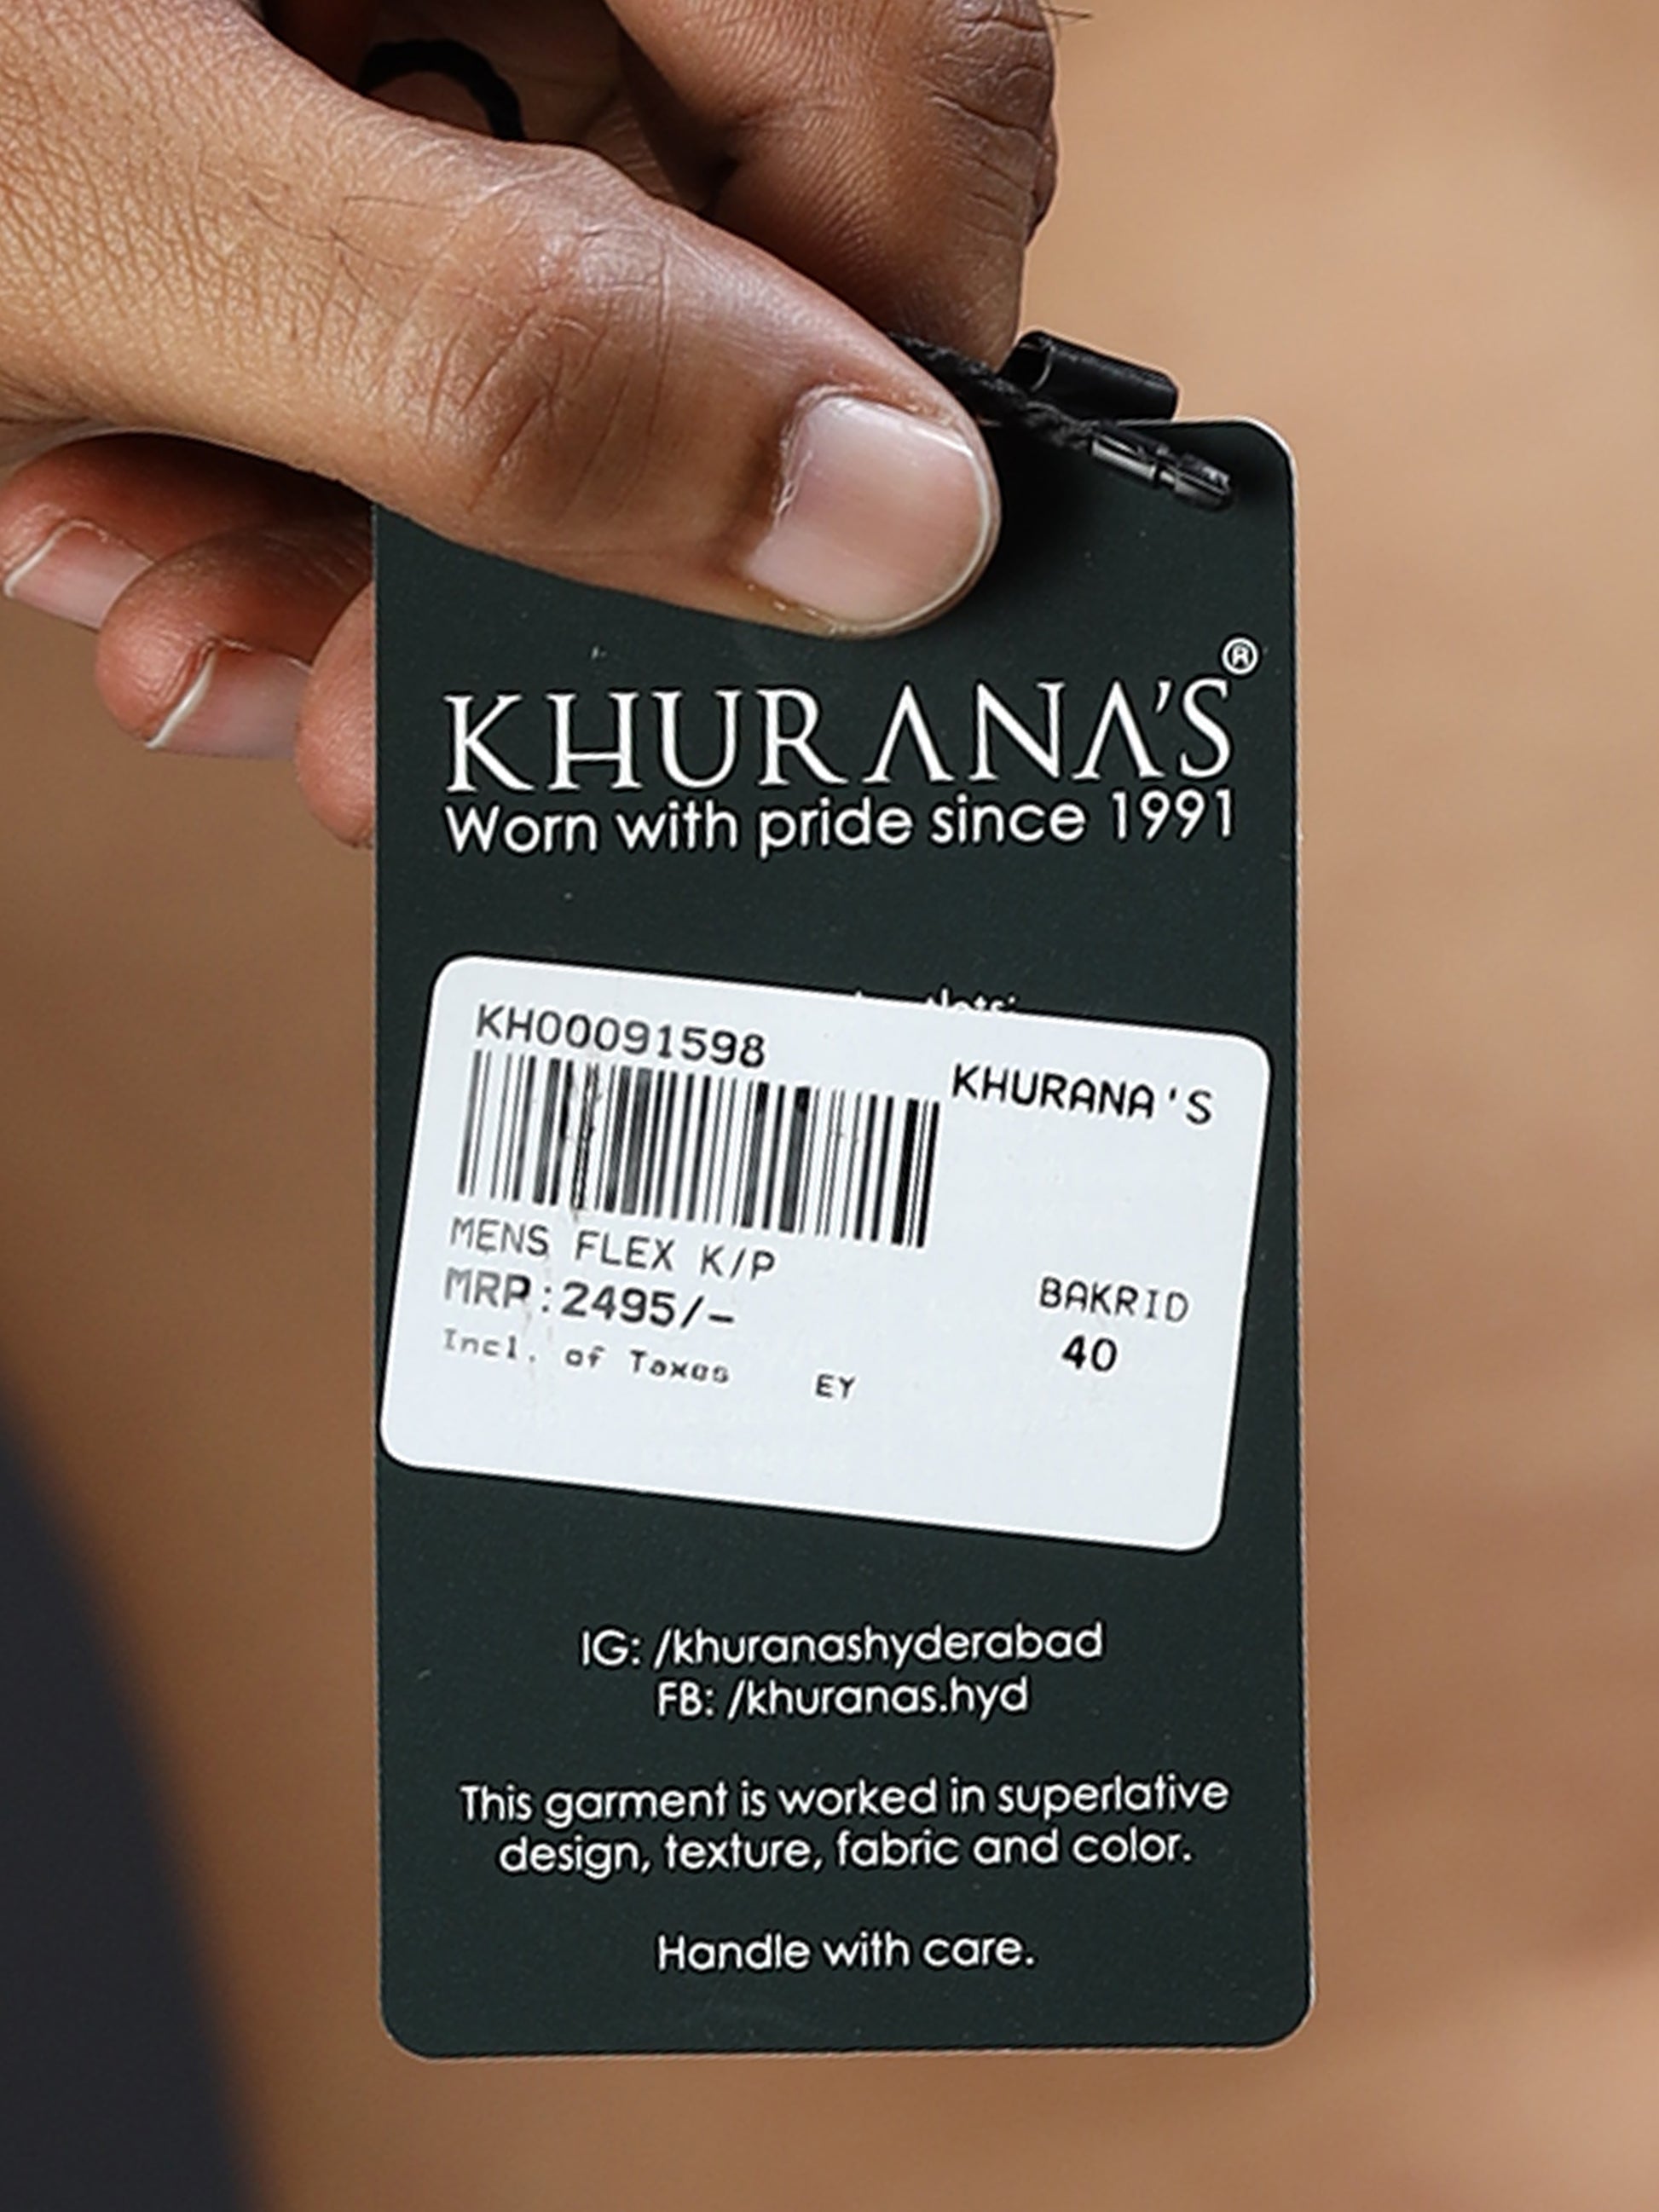 KHURANA'S®
Worn with pride since 1991
KH00091598
KHURANA'S
MENS FLEX K/P
BAKRID
MRP:2495/-
40
Incl. of Taxes EY
IG: /khuranashyderabad
FB: /khuranas.hyd
This garment is worked in superlative
design, texture, fabric and color.
Handle with care.